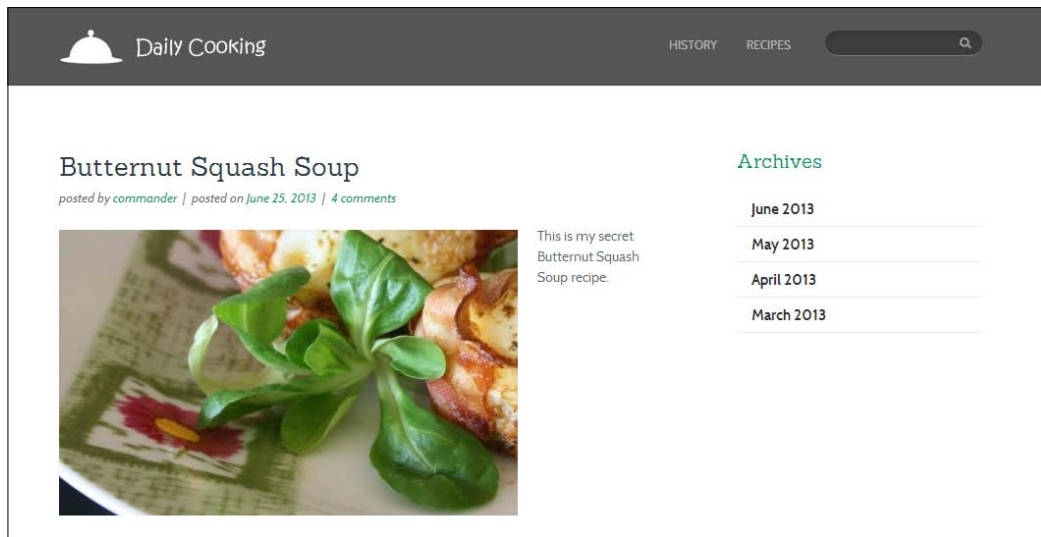 Daily Cooking
HISTORY RECIPES
Butternut Squash Soup
posted by commander | posted on June 25, 2013 | 4 comments
This is my secret
Butternut Squash
Soup recipe.
Archives
June 2013
May 2013
April 2013
March 2013